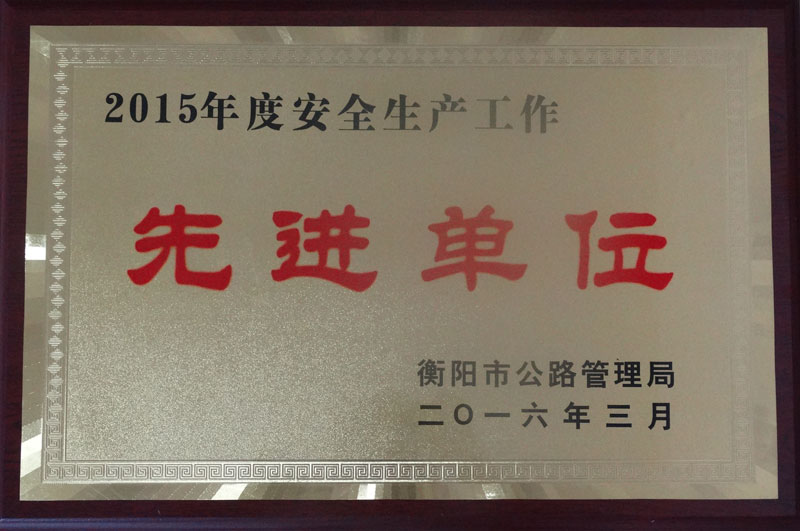 2015年度安全生产工作
先进单位
衡阳市公路管理局
二〇一六年三月